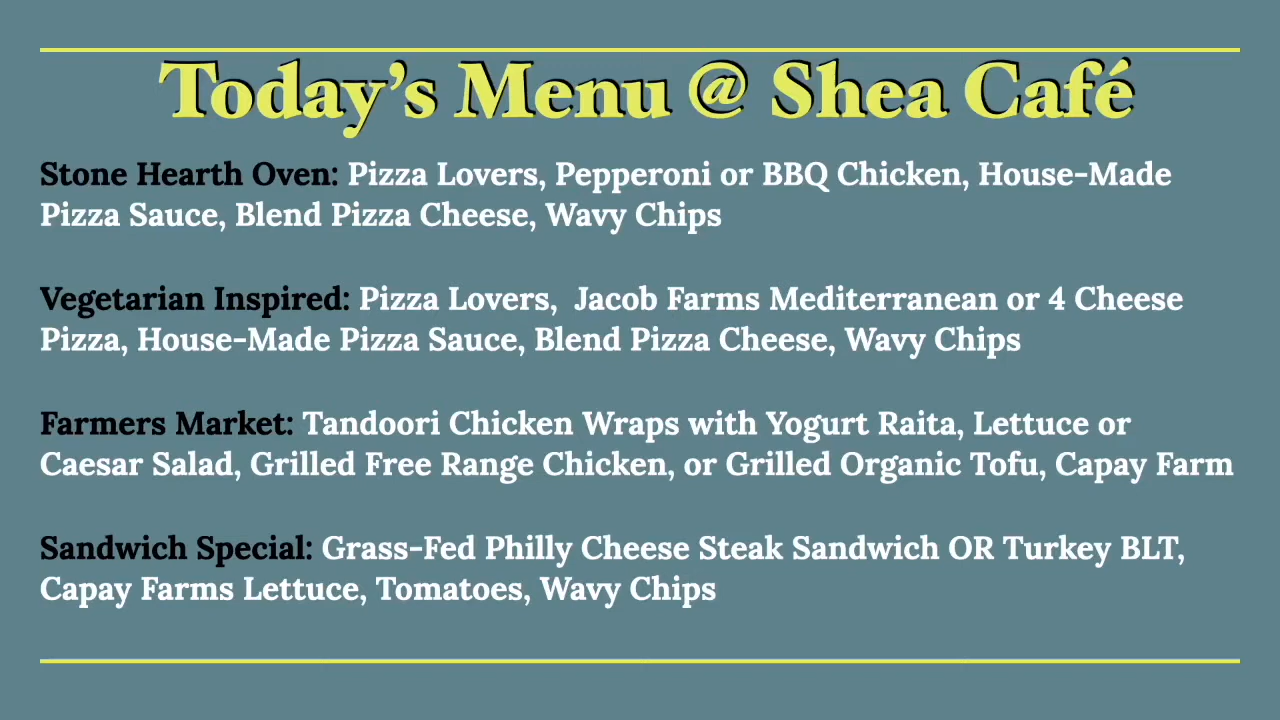 Today’s Menu @ Shea Café
Stone Hearth Oven: Pizza Lovers, Pepperoni or BBQ Chicken, House-Made
Pizza Sauce, Blend Pizza Cheese, Wavy Chips
Vegetarian Inspired: Pizza Lovers,  Jacob Farms Mediterranean or 4 Cheese
Pizza, House-Made Pizza Sauce, Blend Pizza Cheese, Wavy Chips
Farmers Market: Tandoori Chicken Wraps with Yogurt Raita, Lettuce or
Caesar Salad, Grilled Free Range Chicken, or Grilled Organic Tofu, Capay Farm
Sandwich Special: Grass-Fed Philly Cheese Steak Sandwich OR Turkey BLT,
Capay Farms Lettuce, Tomatoes, Wavy Chips